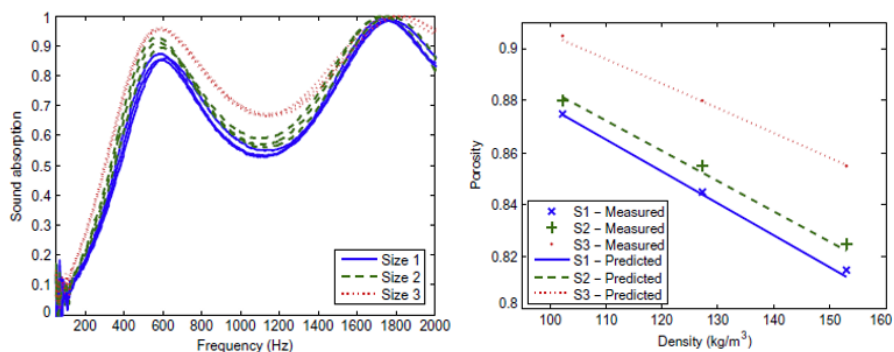 1
0.9
0.8
0.7
0.6
0.5
0.4
0.3
0.2
0.1
0
Sound absorption
200 400 600 800 1000 1200 1400 1600 1800 2000
Frequency (Hz)
Size 1
Size 2
Size 3
0.9
0.88
0.86
0.84
0.82
0.8
Porosity
100 110 120 130 140 150 160
Density (kg/m³)
S1 – Measured
S2 – Measured
S3 – Measured
S1 – Predicted
S2 – Predicted
S3 – Predicted